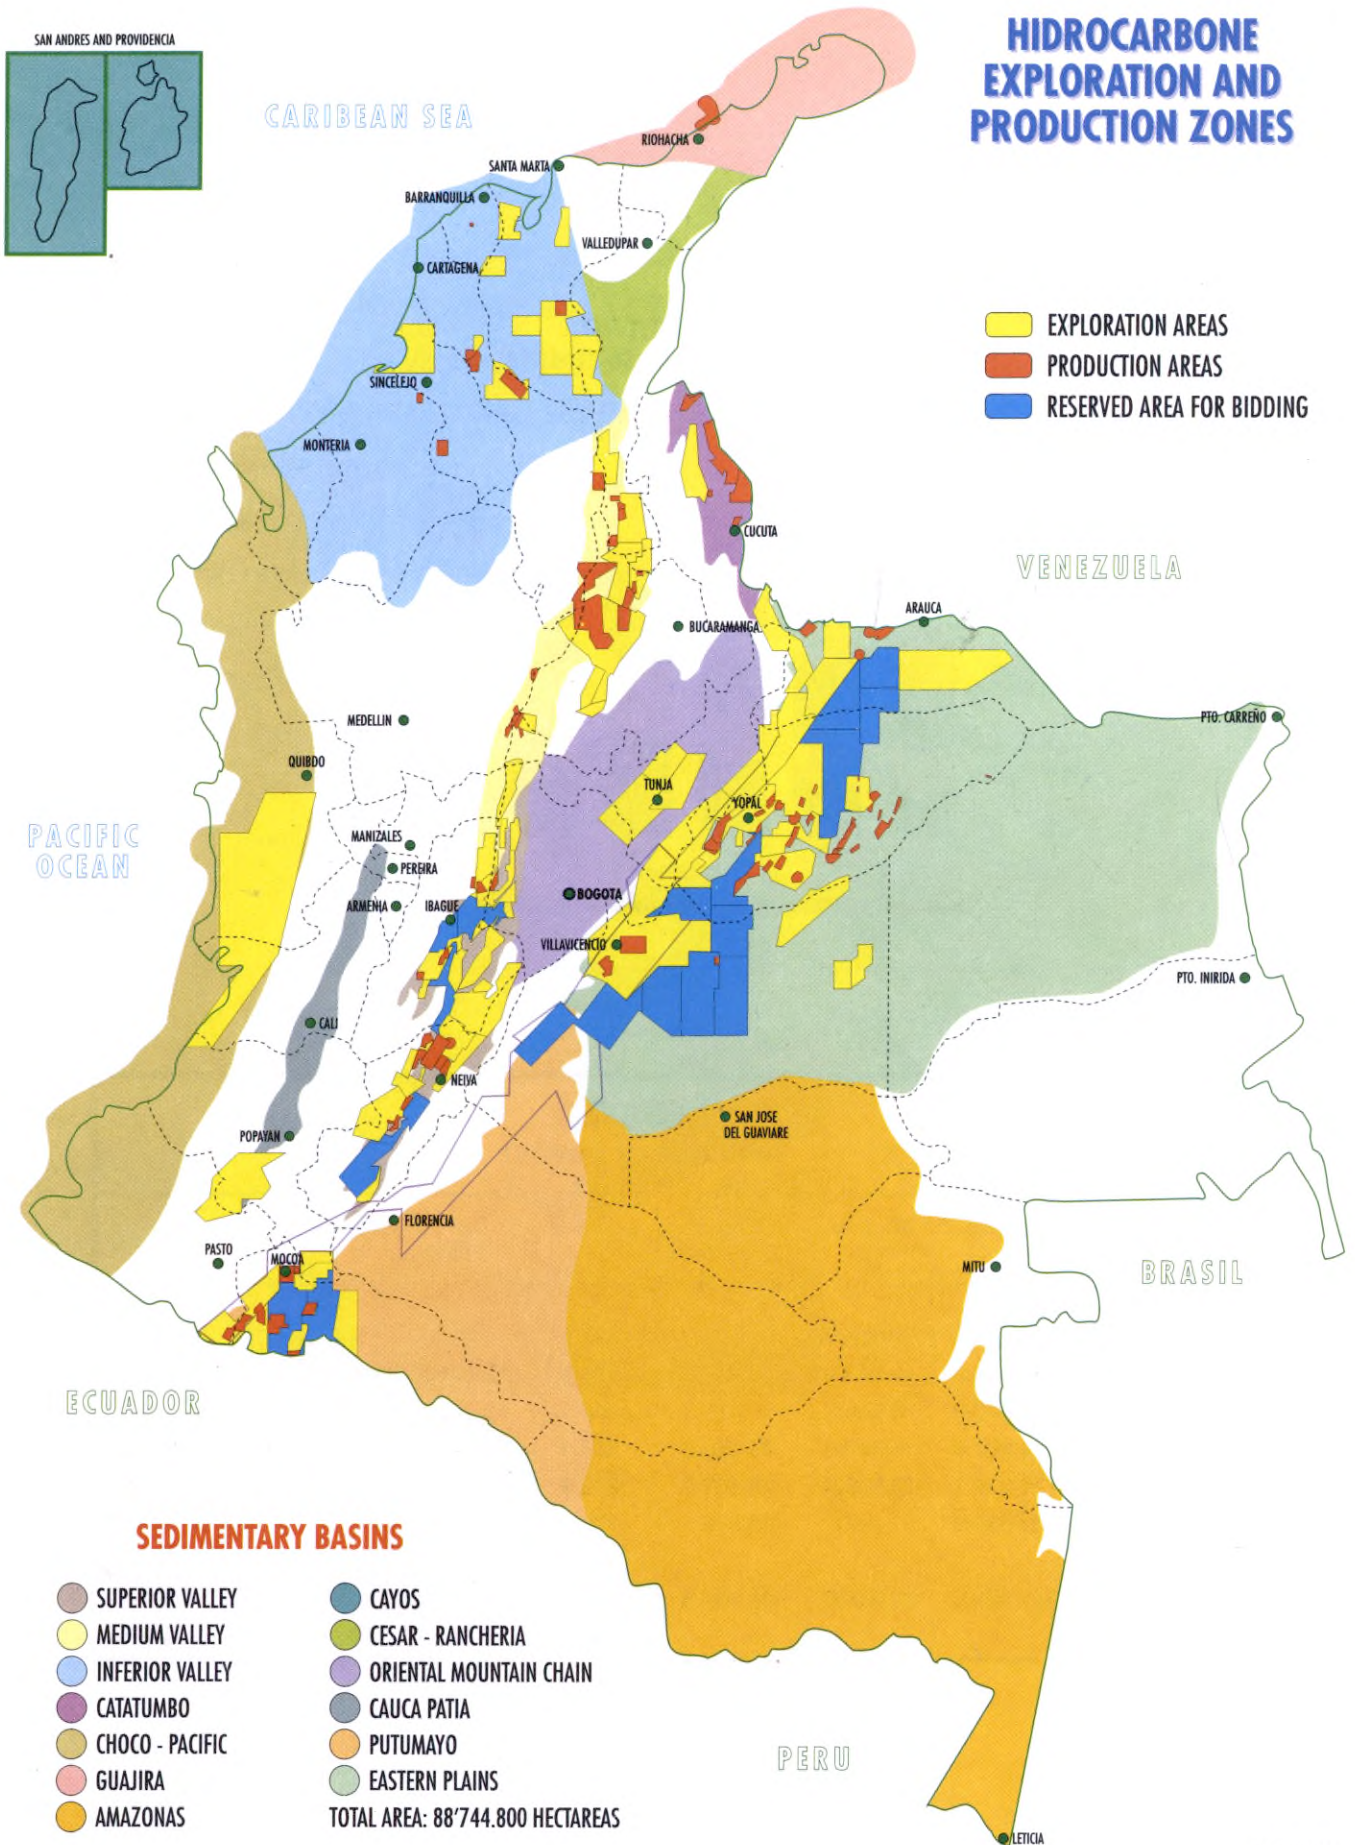 SAN ANDRES AND PROVIDENCIA
HIDROCARBONE
EXPLORATION AND
PRODUCTION ZONES
CARIBEAN SEA
RIOHACHA
SANTA MARTA
BARRANQUILLA
VALLEDUPAR
CARTAGENA
EXPLORATION AREAS
PRODUCTION AREAS
RESERVED AREA FOR BIDDING
SINCELEJO
MONTERIA
CUCUTA
VENEZUELA
ARAUCA
BUCARAMANGA
MEDELLIN
PTO. CARREÑO
QUIBDO
TUNJA
YOPAL
PACIFIC
OCEAN
MANIZALES
PEREIRA
ARMENIA
IBAGUE
BOGOTA
VILLAVICENCIO
PTO. INIRIDA
CALI
NEIVA
SAN JOSE
DEL GUAVIARE
POPAYAN
FLORENCIA
PASTO
MOCOA
MITU
BRASIL
ECUADOR
SEDIMENTARY BASINS
SUPERIOR VALLEY
MEDIUM VALLEY
INFERIOR VALLEY
CATATUMBO
CHOCO - PACIFIC
GUAJIRA
AMAZONAS
CAYOS
CESAR - RANCHERIA
ORIENTAL MOUNTAIN CHAIN
CAUCA PATIA
PUTUMAYO
EASTERN PLAINS
TOTAL AREA: 88'744.800 HECTAREAS
PERU
LETICIA